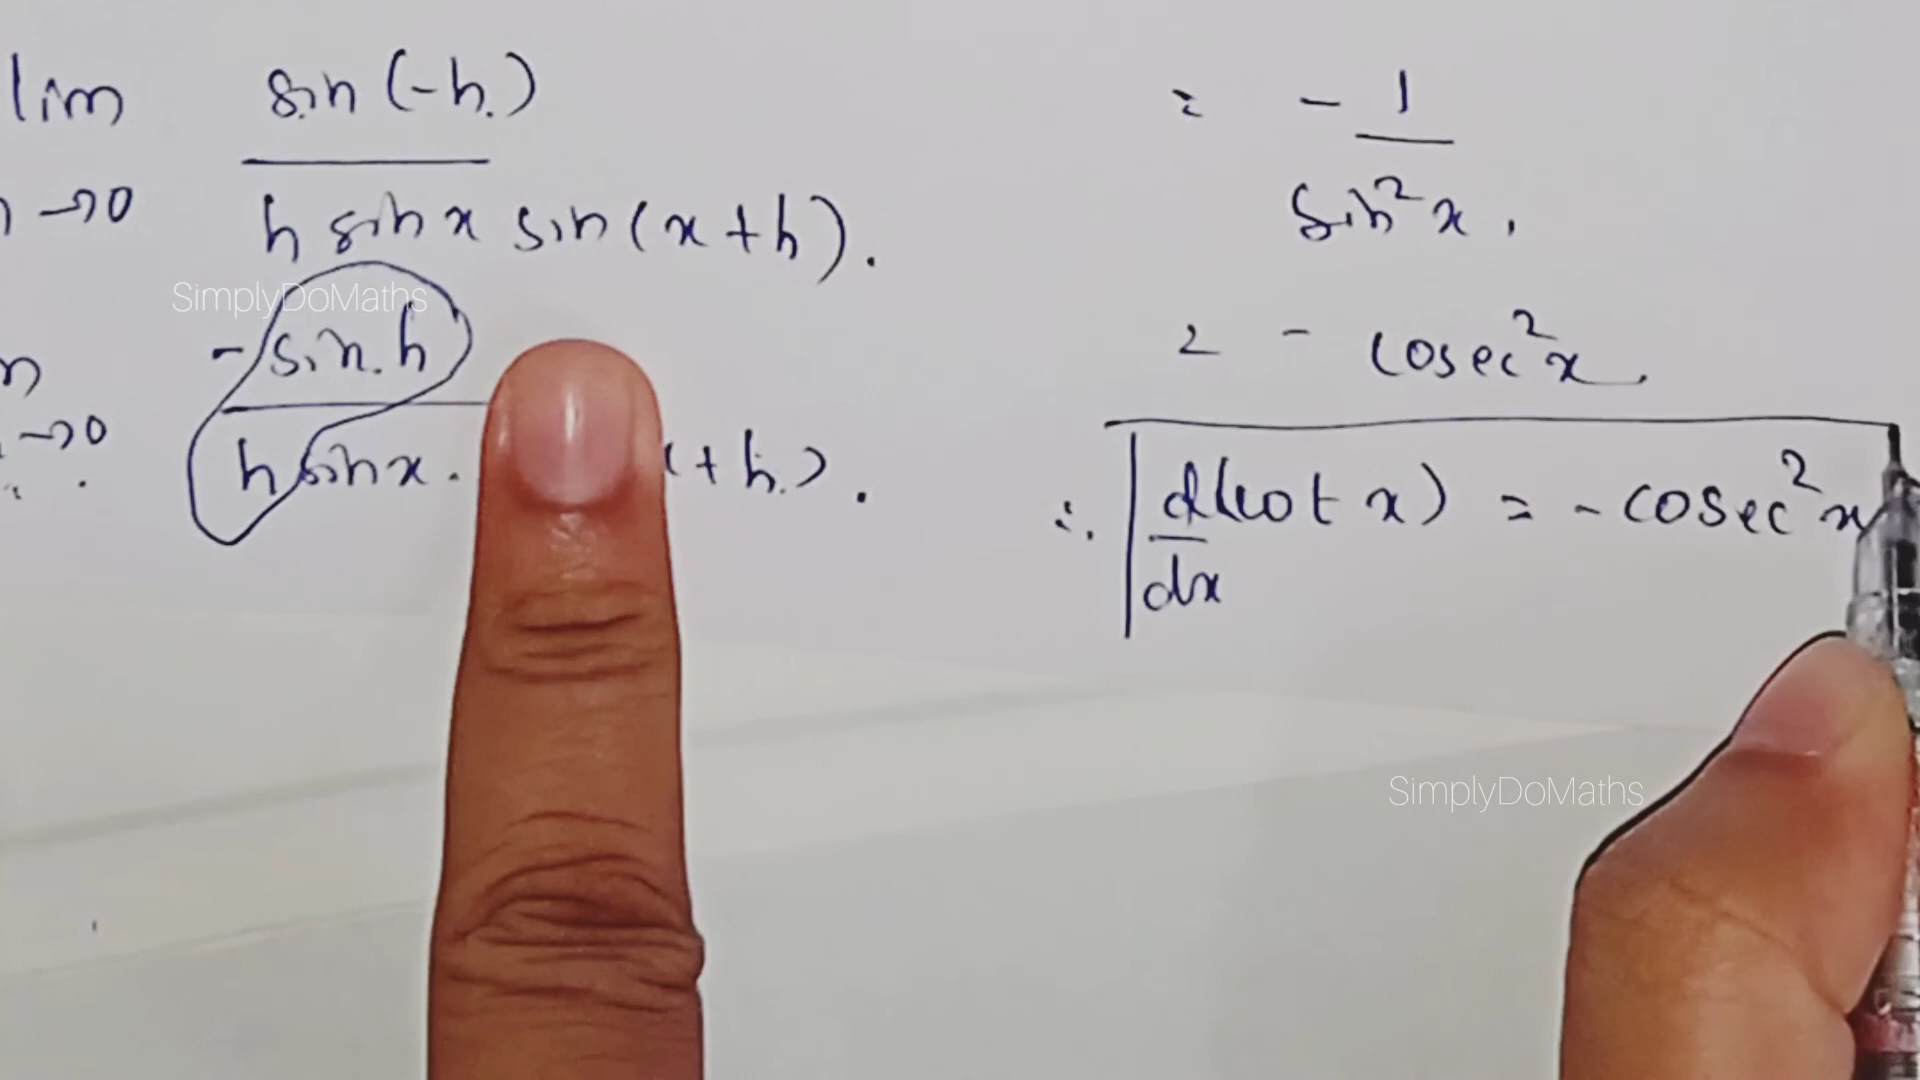 lim sin(-h.)
h→0 h sin x sin(x+h).
SimplyDoMaths
-sin.h
→0 h sin x. x+h.).
= - 1
sin²x.
= - cosec²x.
∴ d(cot x) = -cosec²x
dx
SimplyDoMaths